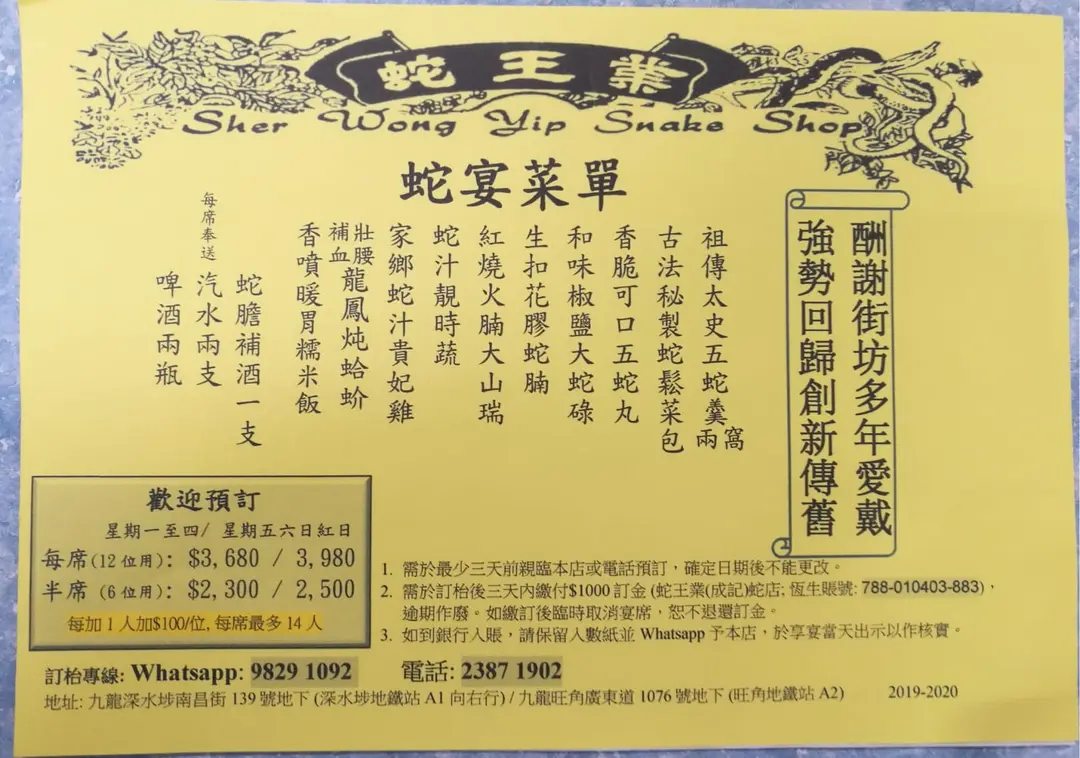 蛇王業
Sher Wong Yip Snake Shop
蛇宴菜單
酬謝街坊多年愛戴
強勢回歸創新傳舊
祖傳太史五蛇羹兩窩
古法秘製蛇鬆菜包
香脆可口五蛇丸
和味椒鹽大蛇碌
生扣花膠蛇腩
紅燒火腩大山瑞
蛇汁靚時蔬
家鄉蛇汁貴妃雞
壯腰補血龍鳳炖蛤蚧
香噴暖胃糯米飯
每席奉送
蛇膽補酒一支
汽水兩支
啤酒兩瓶
歡迎預訂
星期一至四/ 星期五六日紅日
每席(12 位用): $3,680 / 3,980
半席 (6 位用): $2,300 / 2,500
每加 1 人加$100/位, 每席最多 14 人
1. 需於最少三天前親臨本店或電話預訂，確定日期後不能更改。
2. 需於訂枱後三天內繳付$1000 訂金 (蛇王業(成記)蛇店; 恆生賬號: 788-010403-883)，
逾期作廢。如繳訂後臨時取消宴席，恕不退還訂金。
3. 如到銀行入賬，請保留入數紙並 Whatsapp 予本店，於享宴當天出示以作核實。
訂枱專線: Whatsapp: 9829 1092 電話: 2387 1902
地址: 九龍深水埗南昌街 139 號地下 (深水埗地鐵站 A1 向右行) / 九龍旺角廣東道 1076 號地下 (旺角地鐵站 A2) 2019-2020